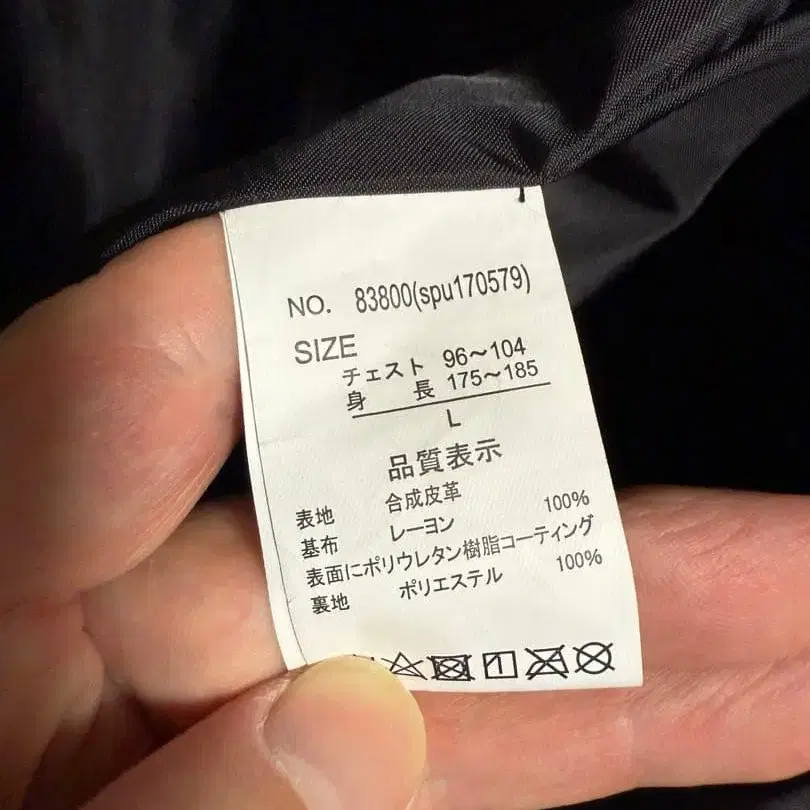 NO. 83800(spu170579)
SIZE
チェスト 96～104
身 長 175～185
L
品質表示
表地 合成皮革
基布 レーヨン 100%
表面にポリウレタン樹脂コーティング
裏地 ポリエステル 100%